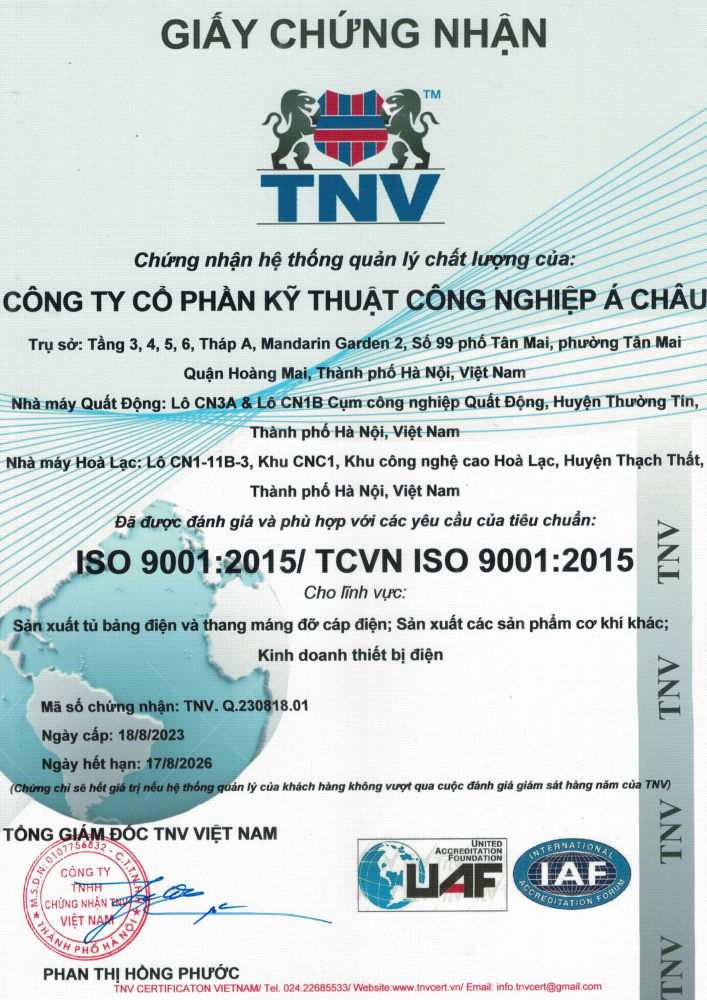 GIẤY CHỨNG NHẬN
TM
TNV
Chứng nhận hệ thống quản lý chất lượng của:
CÔNG TY CỔ PHẦN KỸ THUẬT CÔNG NGHIỆP Á CHÂU
Trụ sở: Tầng 3, 4, 5, 6, Tháp A, Mandarin Garden 2, Số 99 phố Tân Mai, phường Tân Mai
Quận Hoàng Mai, Thành phố Hà Nội, Việt Nam
Nhà máy Quất Động: Lô CN3A & Lô CN1B Cụm công nghiệp Quất Động, Huyện Thường Tín,
Thành phố Hà Nội, Việt Nam
Nhà máy Hoà Lạc: Lô CN1-11B-3, Khu CNC1, Khu công nghệ cao Hoà Lạc, Huyện Thạch Thất,
Thành phố Hà Nội, Việt Nam
Đã được đánh giá và phù hợp với các yêu cầu của tiêu chuẩn:
ISO 9001:2015/ TCVN ISO 9001:2015
Cho lĩnh vực:
Sản xuất tủ bảng điện và thang máng đỡ cáp điện; Sản xuất các sản phẩm cơ khí khác;
Kinh doanh thiết bị điện
Mã số chứng nhận: TNV. Q.230818.01
Ngày cấp: 18/8/2023
Ngày hết hạn: 17/8/2026
(Chứng chỉ sẽ hết giá trị nếu hệ thống quản lý của khách hàng không vượt qua cuộc đánh giá giám sát hàng năm của TNV)
TỔNG GIÁM ĐỐC TNV VIỆT NAM
M.S.D.N: 0107756632 - C.T.T.N.H.H
CÔNG TY
TNHH
CHỨNG NHẬN TNV
VIỆT NAM
THÀNH PHỐ HÀ NỘI
UNITED
ACCREDITATION
FOUNDATION
UAF
INTERNATIONAL
IAF
ACCREDITATION FORUM
TNV
TNV
TNV
TNV
PHAN THỊ HỒNG PHƯỚC
TNV CERTIFICATON VIETNAM/ Tel. 024.22685533/ Website:www.tnvcert.vn/ Email: info.tnvcert@gmail.com